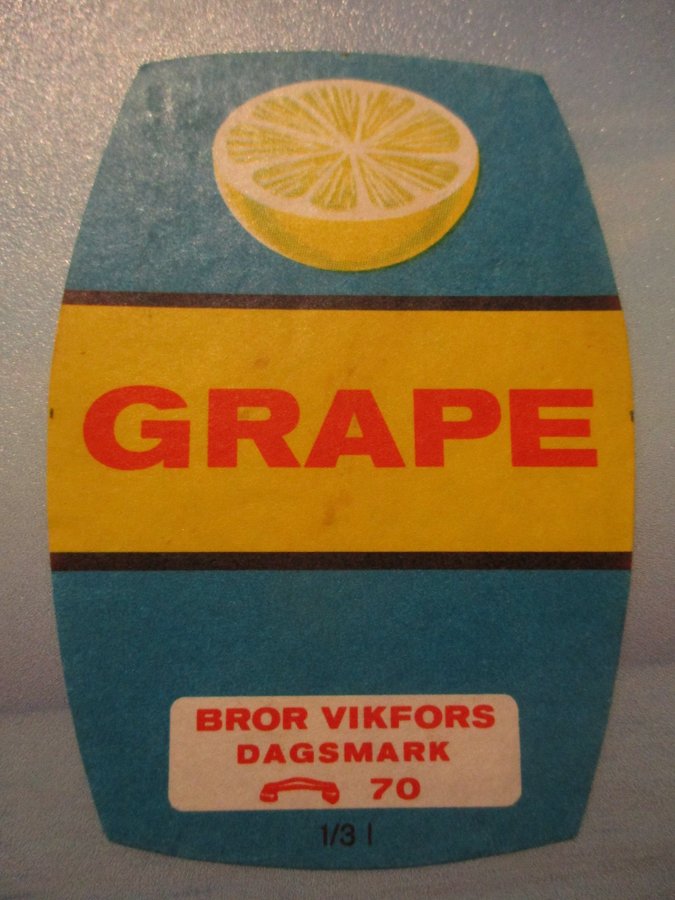 GRAPE
BROR VIKFORS
DAGSMARK
70
1/3 l